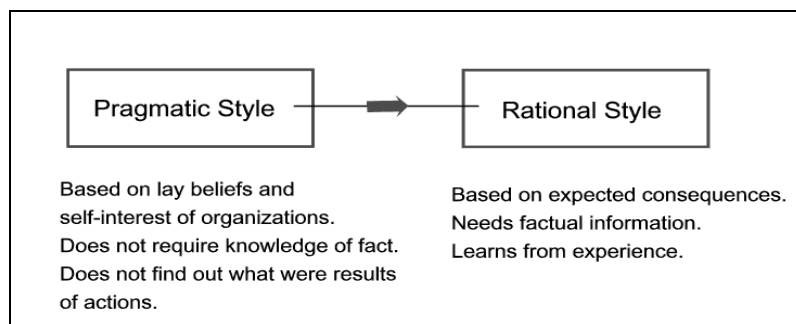 Pragmatic Style
Rational Style
Based on lay beliefs and
self-interest of organizations.
Does not require knowledge of fact.
Does not find out what were results
of actions.
Based on expected consequences.
Needs factual information.
Learns from experience.